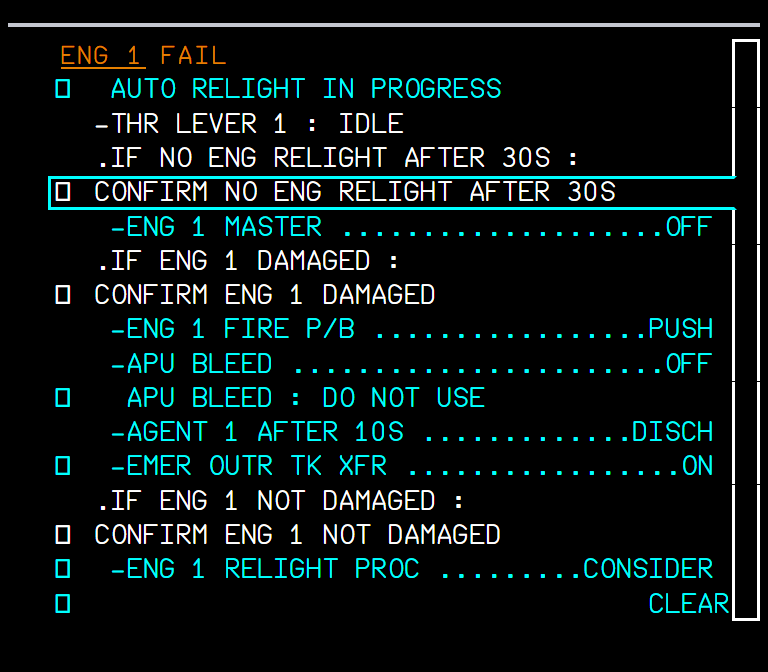 ENG 1 FAIL
AUTO RELIGHT IN PROGRESS
-THR LEVER 1 : IDLE
.IF NO ENG RELIGHT AFTER 30S :
CONFIRM NO ENG RELIGHT AFTER 30S
-ENG 1 MASTER ....................OFF
.IF ENG 1 DAMAGED :
CONFIRM ENG 1 DAMAGED
-ENG 1 FIRE P/B .................PUSH
-APU BLEED .......................OFF
APU BLEED : DO NOT USE
-AGENT 1 AFTER 10S .............DISCH
-EMER OUTR TK XFR .................ON
.IF ENG 1 NOT DAMAGED :
CONFIRM ENG 1 NOT DAMAGED
-ENG 1 RELIGHT PROC .........CONSIDER
CLEAR